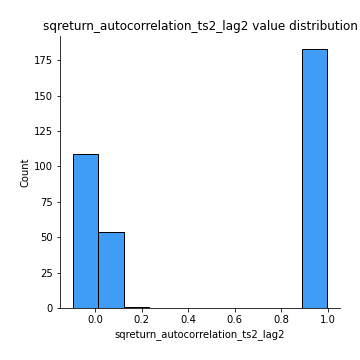 sqreturn_autocorrelation_ts2_lag2 value distribution
175
150
125
100
75
50
25
0
Count
0.0 0.2 0.4 0.6 0.8 1.0
sqreturn_autocorrelation_ts2_lag2